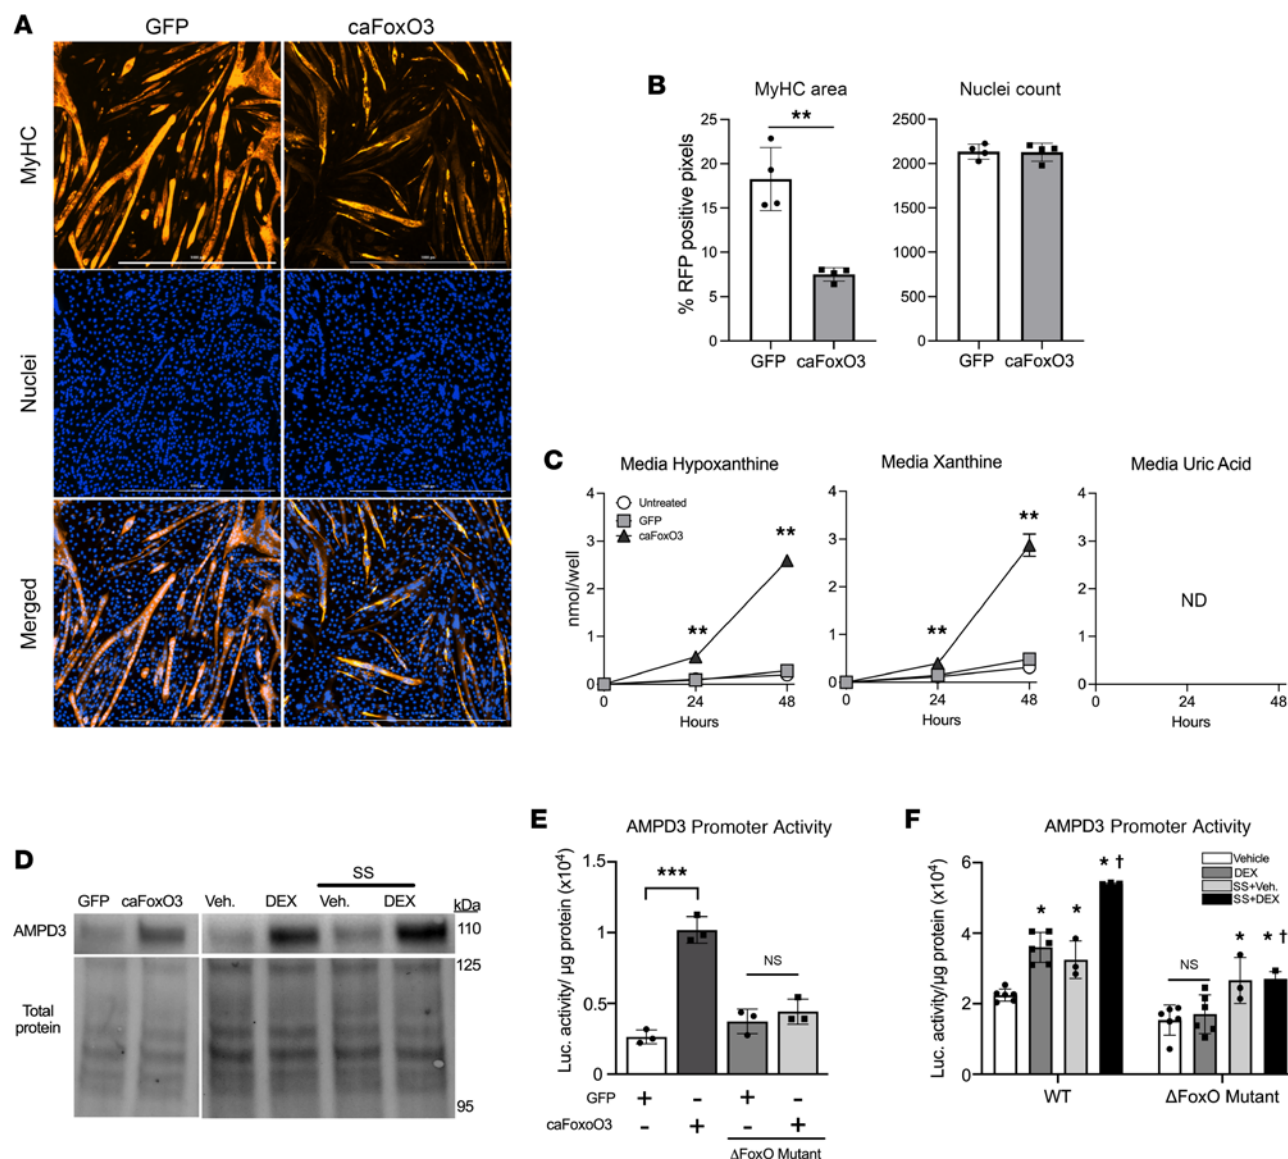 A
GFP
caFoxO3
MyHC
Nuclei
Merged
B
MyHC area
Nuclei count
% RFP positive pixels
25
20
15
10
5
0
**
GFP
caFoxO3
2500
2000
1500
1000
500
0
GFP
caFoxO3
C
Media Hypoxanthine
Media Xanthine
Media Uric Acid
nmol/well
4
3
2
1
0
Untreated
GFP
caFoxO3
**
**
0
24
48
Hours
4
3
2
1
0
**
**
0
24
48
Hours
4
3
2
1
0
ND
0
24
48
Hours
D
SS
GFP
caFoxO3
Veh.
DEX
Veh.
DEX
kDa
AMPD3
110
125
Total
protein
95
E
AMPD3 Promoter Activity
Luc. activity/µg protein (x10⁴)
1.5
1
0.5
0
***
NS
GFP
+
-
+
-
caFoxoO3
-
+
-
+
ΔFoxO Mutant
F
AMPD3 Promoter Activity
Luc. activity/µg protein (x10⁴)
6
4
2
0
Vehicle
DEX
SS+Veh.
SS+DEX
*
*
* †
NS
*
* †
WT
ΔFoxO Mutant